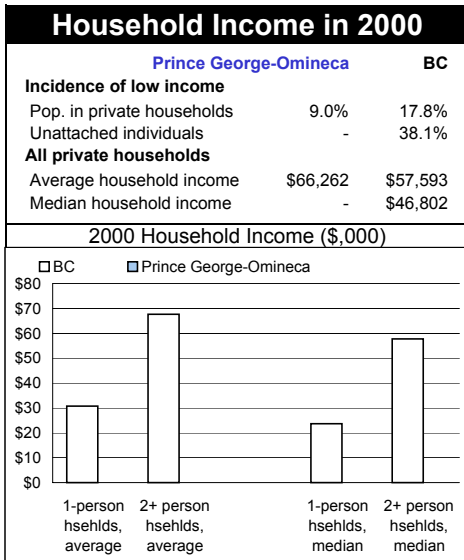 Household Income in 2000
Prince George-Omineca BC
Incidence of low income
Pop. in private households 9.0% 17.8%
Unattached individuals - 38.1%
All private households
Average household income $66,262 $57,593
Median household income - $46,802
2000 Household Income ($,000)
BC Prince George-Omineca
$80
$70
$60
$50
$40
$30
$20
$10
$0
1-person hsehlds, average
2+ person hsehlds, average
1-person hsehlds, median
2+ person hsehlds, median